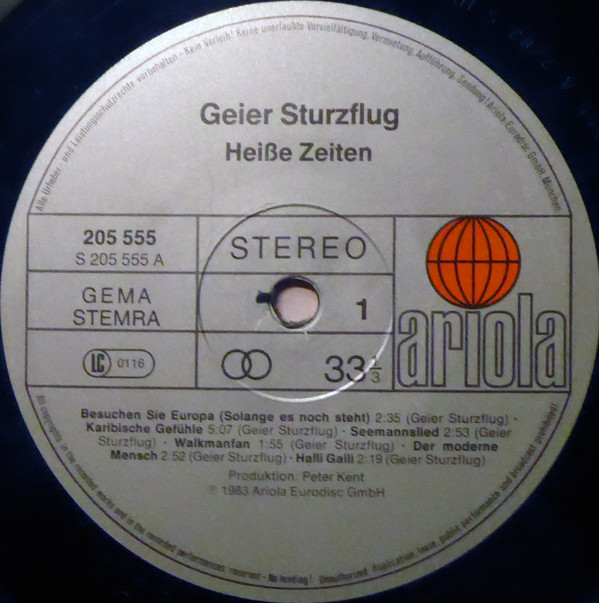 Alle Urheber- und Leistungsschutzrechte vorbehalten - Kein Verleih! Keine unerlaubte Vervielfältigung, Vermietung, Aufführung, Sendung! Ariola-Eurodisc GmbH, München
Geier Sturzflug
Heiße Zeiten
205 555
S 205 555 A
STEREO
GEMA
STEMRA
1
LC 0116
33 1/3
ariola
Besuchen Sie Europa (Solange es noch steht) 2:35 (Geier Sturzflug) ·
Karibische Gefühle 5:07 (Geier Sturzflug) · Seemannslied 2:53 (Geier
Sturzflug) · Walkmanfan 1:55 (Geier Sturzflug) · Der moderne
Mensch 2:52 (Geier Sturzflug) · Halli Galli 2:19 (Geier Sturzflug)
Produktion: Peter Kent
℗ 1983 Ariola Eurodisc GmbH
All copyrights in the recorded works and in the recorded performances reserved - No lending! Unauthorized duplication, lease, public performance and broadcast prohibited!